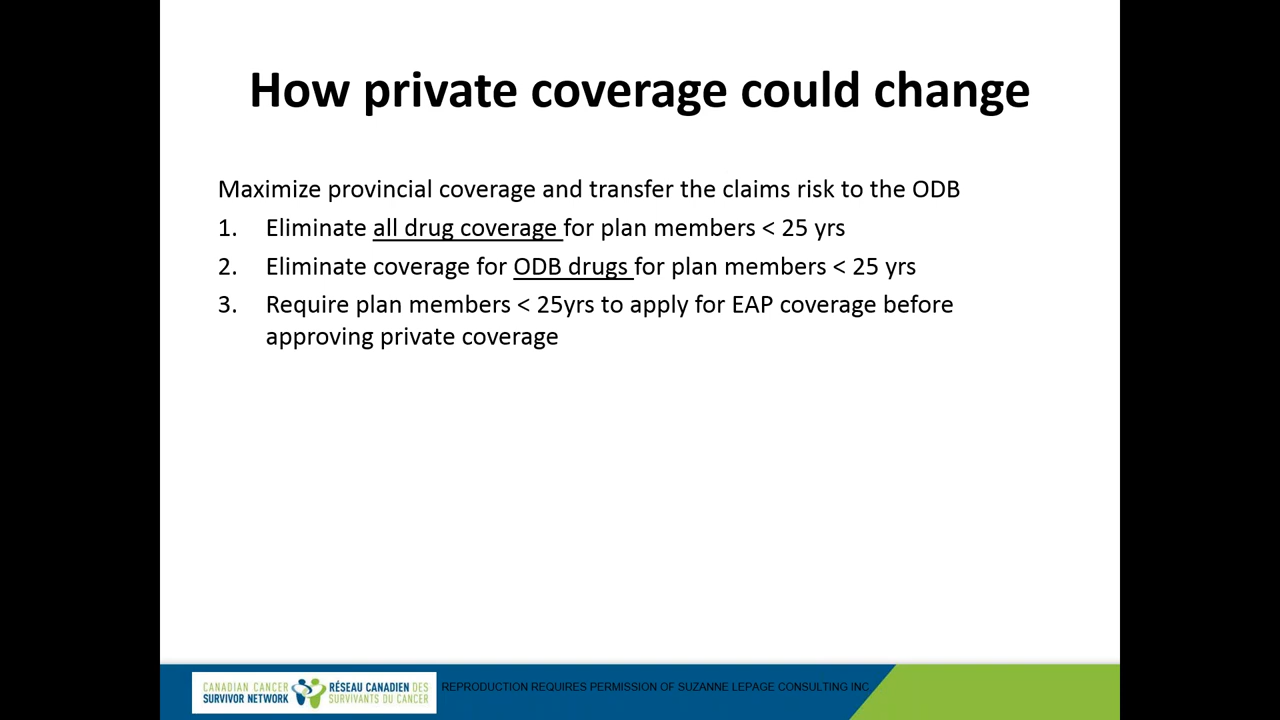 How private coverage could change
Maximize provincial coverage and transfer the claims risk to the ODB
1. Eliminate all drug coverage for plan members < 25 yrs
2. Eliminate coverage for ODB drugs for plan members < 25 yrs
3. Require plan members < 25yrs to apply for EAP coverage before
approving private coverage
CANADIAN CANCER
SURVIVOR NETWORK
RÉSEAU CANADIEN DES
SURVIVANTS DU CANCER
REPRODUCTION REQUIRES PERMISSION OF SUZANNE LEPAGE CONSULTING INC.